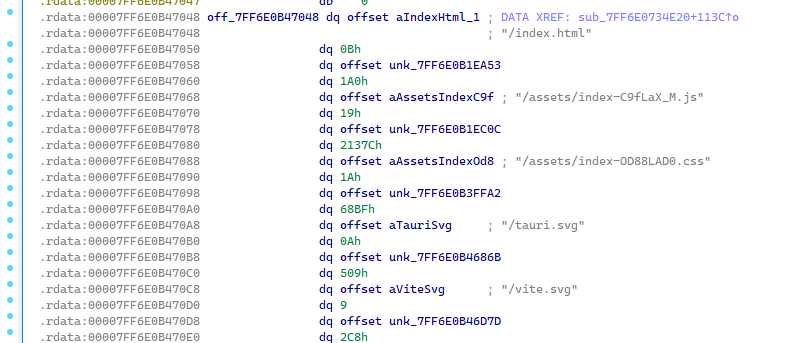 .rdata:00007FF6E0B47047 db 0
.rdata:00007FF6E0B47048 off_7FF6E0B47048 dq offset aIndexHtml_1 ; DATA XREF: sub_7FF6E0734E20+113C↑o
.rdata:00007FF6E0B47048 ; "/index.html"
.rdata:00007FF6E0B47050 dq 0Bh
.rdata:00007FF6E0B47058 dq offset unk_7FF6E0B1EA53
.rdata:00007FF6E0B47060 dq 1A0h
.rdata:00007FF6E0B47068 dq offset aAssetsIndexC9f ; "/assets/index-C9fLaX_M.js"
.rdata:00007FF6E0B47070 dq 19h
.rdata:00007FF6E0B47078 dq offset unk_7FF6E0B1EC0C
.rdata:00007FF6E0B47080 dq 2137Ch
.rdata:00007FF6E0B47088 dq offset aAssetsIndexOd8 ; "/assets/index-OD88LAD0.css"
.rdata:00007FF6E0B47090 dq 1Ah
.rdata:00007FF6E0B47098 dq offset unk_7FF6E0B3FFA2
.rdata:00007FF6E0B470A0 dq 68BFh
.rdata:00007FF6E0B470A8 dq offset aTauriSvg ; "/tauri.svg"
.rdata:00007FF6E0B470B0 dq 0Ah
.rdata:00007FF6E0B470B8 dq offset unk_7FF6E0B4686B
.rdata:00007FF6E0B470C0 dq 509h
.rdata:00007FF6E0B470C8 dq offset aViteSvg ; "/vite.svg"
.rdata:00007FF6E0B470D0 dq 9
.rdata:00007FF6E0B470D8 dq offset unk_7FF6E0B46D7D
.rdata:00007FF6E0B470E0 dq 2C8h